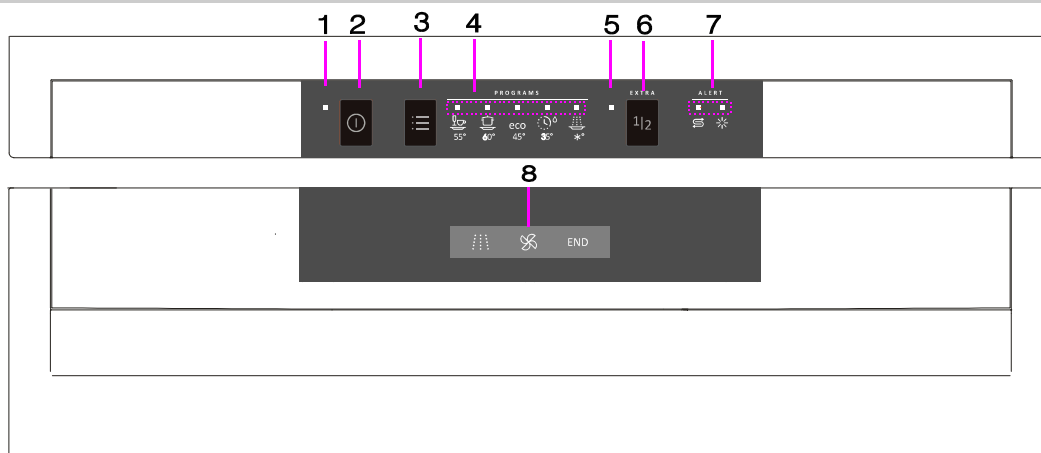 1 2 3 4 5 6 7
PROGRAMS EXTRA ALERT
1|2
eco
55° 60° 45° 35° *°
8
END